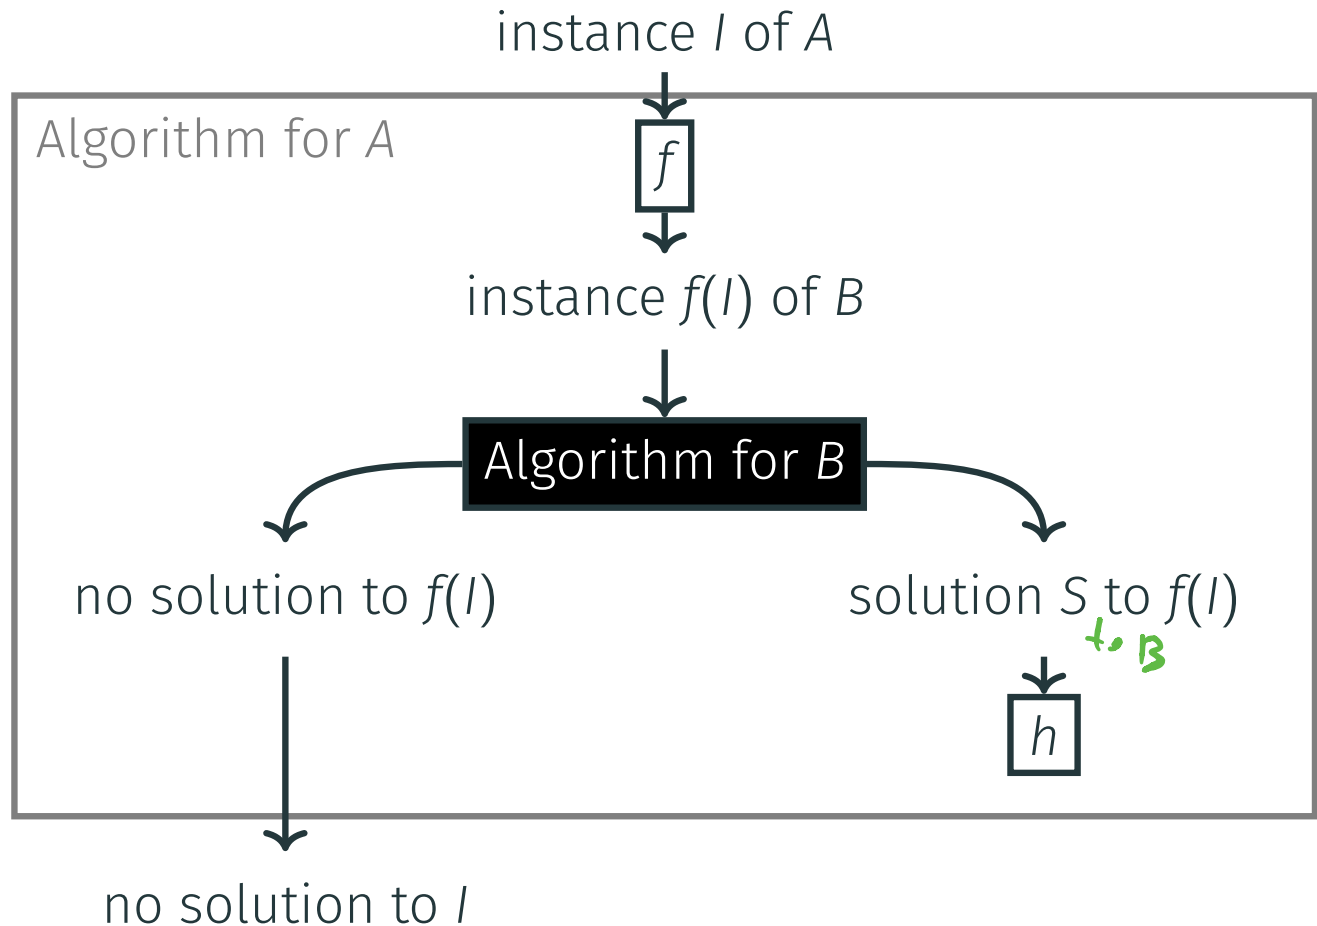 instance I of A
Algorithm for A
f
instance f(I) of B
Algorithm for B
no solution to f(I)
solution S to f(I)
to B
h
no solution to I